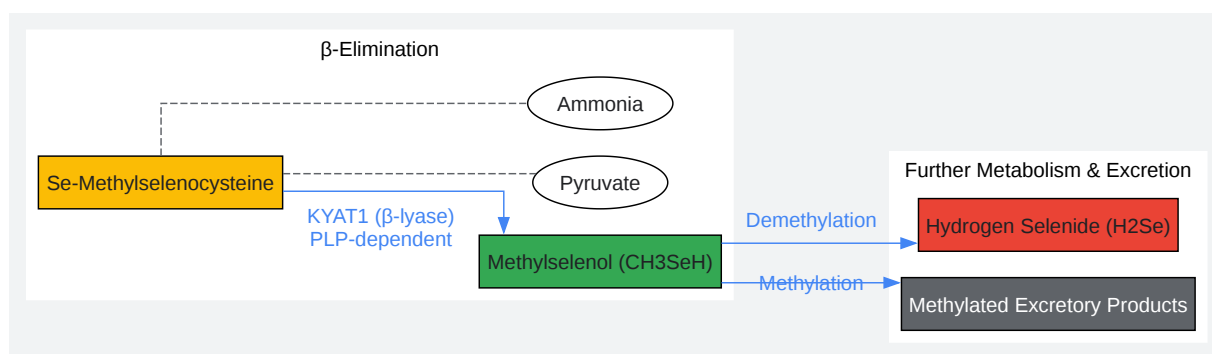 β-Elimination
Ammonia
Se-Methylselenocysteine
Pyruvate
KYAT1 (β-lyase)
PLP-dependent
Methylselenol (CH3SeH)
Demethylation
Methylation
Further Metabolism & Excretion
Hydrogen Selenide (H2Se)
Methylated Excretory Products